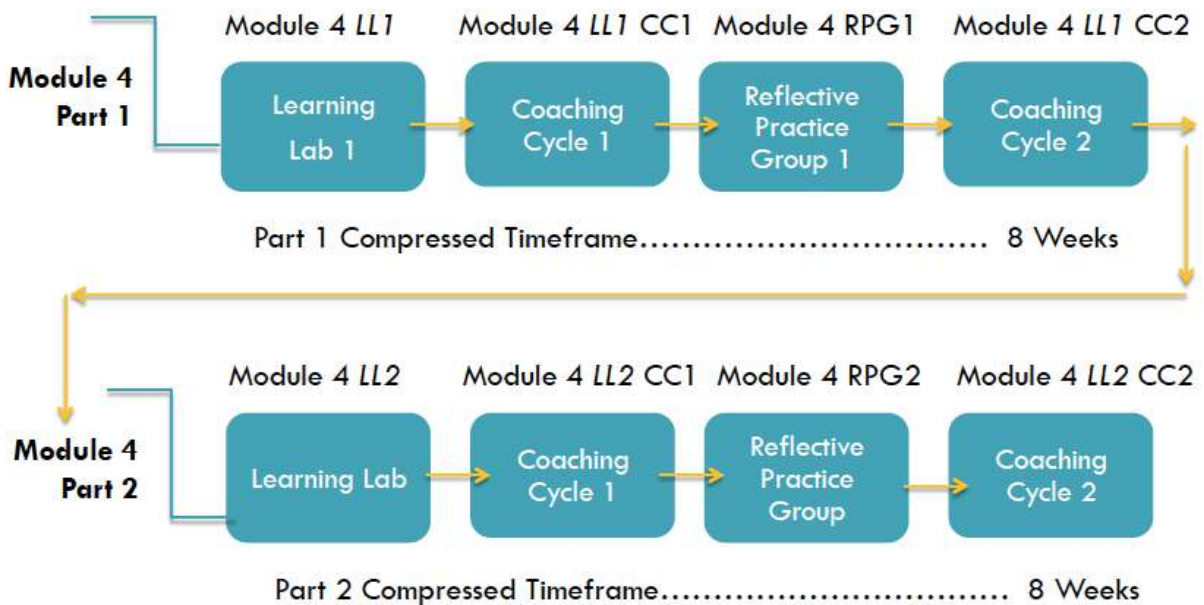 Module 4 LL1 Module 4 LL1 CC1 Module 4 RPG1 Module 4 LL1 CC2
Module 4
Part 1
Learning
Lab 1
Coaching
Cycle 1
Reflective
Practice
Group 1
Coaching
Cycle 2
Part 1 Compressed Timeframe................................ 8 Weeks
Module 4 LL2 Module 4 LL2 CC1 Module 4 RPG2 Module 4 LL2 CC2
Module 4
Part 2
Learning Lab
Coaching
Cycle 1
Reflective
Practice
Group
Coaching
Cycle 2
Part 2 Compressed Timeframe................................ 8 Weeks